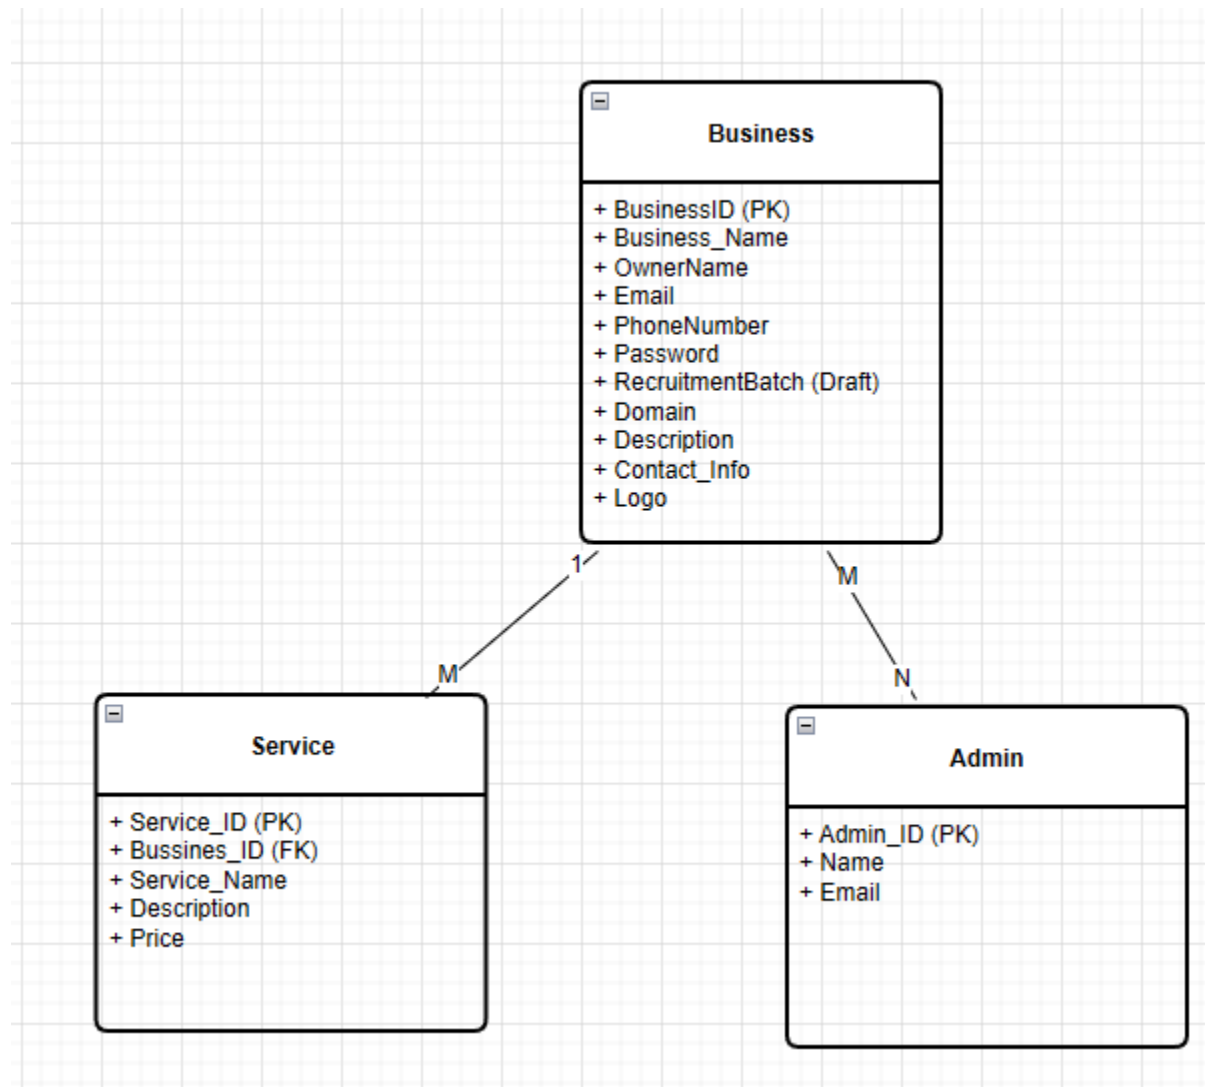 Business
+ BusinessID (PK)
+ Business_Name
+ OwnerName
+ Email
+ PhoneNumber
+ Password
+ RecruitmentBatch (Draft)
+ Domain
+ Description
+ Contact_Info
+ Logo
1
M
M
N
Service
+ Service_ID (PK)
+ Bussines_ID (FK)
+ Service_Name
+ Description
+ Price
Admin
+ Admin_ID (PK)
+ Name
+ Email